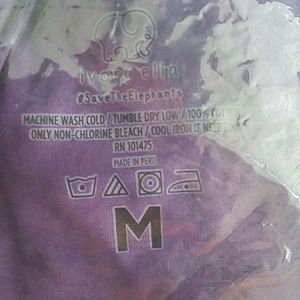 ivory ella
#SaveTheElephants
MACHINE WASH COLD / TUMBLE DRY LOW / 100% COTTON
ONLY NON-CHLORINE BLEACH / COOL IRON IF NEEDED
RN 101475
MADE IN PERU
M